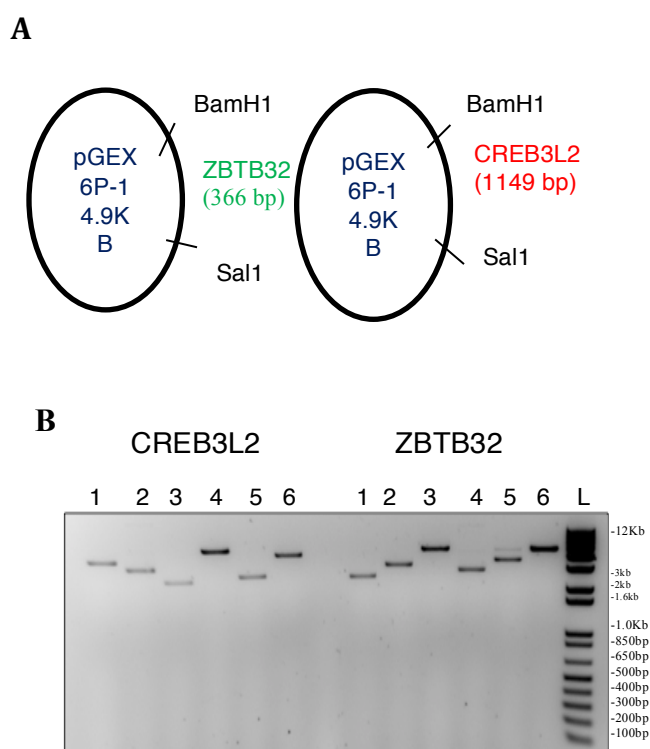 A
BamH1
pGEX
6P-1
4.9K
B
ZBTB32
(366 bp)
Sal1
BamH1
pGEX
6P-1
4.9K
B
CREB3L2
(1149 bp)
Sal1
B
CREB3L2 ZBTB32
1 2 3 4 5 6 1 2 3 4 5 6 L
-12Kb
-3kb
-2kb
-1.6kb
-1.0Kb
-850bp
-650bp
-500bp
-400bp
-300bp
-200bp
-100bp